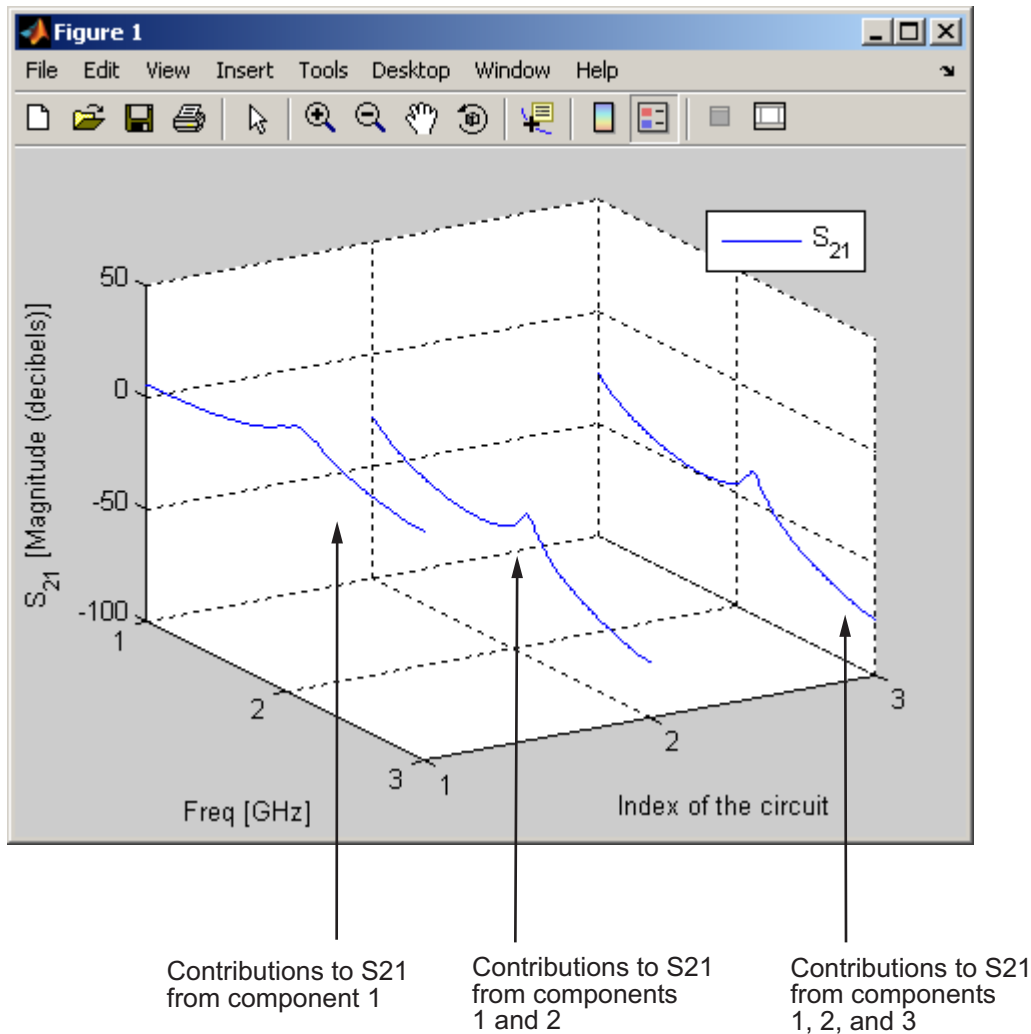 Figure 1
File Edit View Insert Tools Desktop Window Help
S21
S21 [Magnitude (decibels)]
50
0
-50
-100
1
2
3
Freq [GHz]
1
2
3
Index of the circuit
Contributions to S21
from component 1
Contributions to S21
from components
1 and 2
Contributions to S21
from components
1, 2, and 3